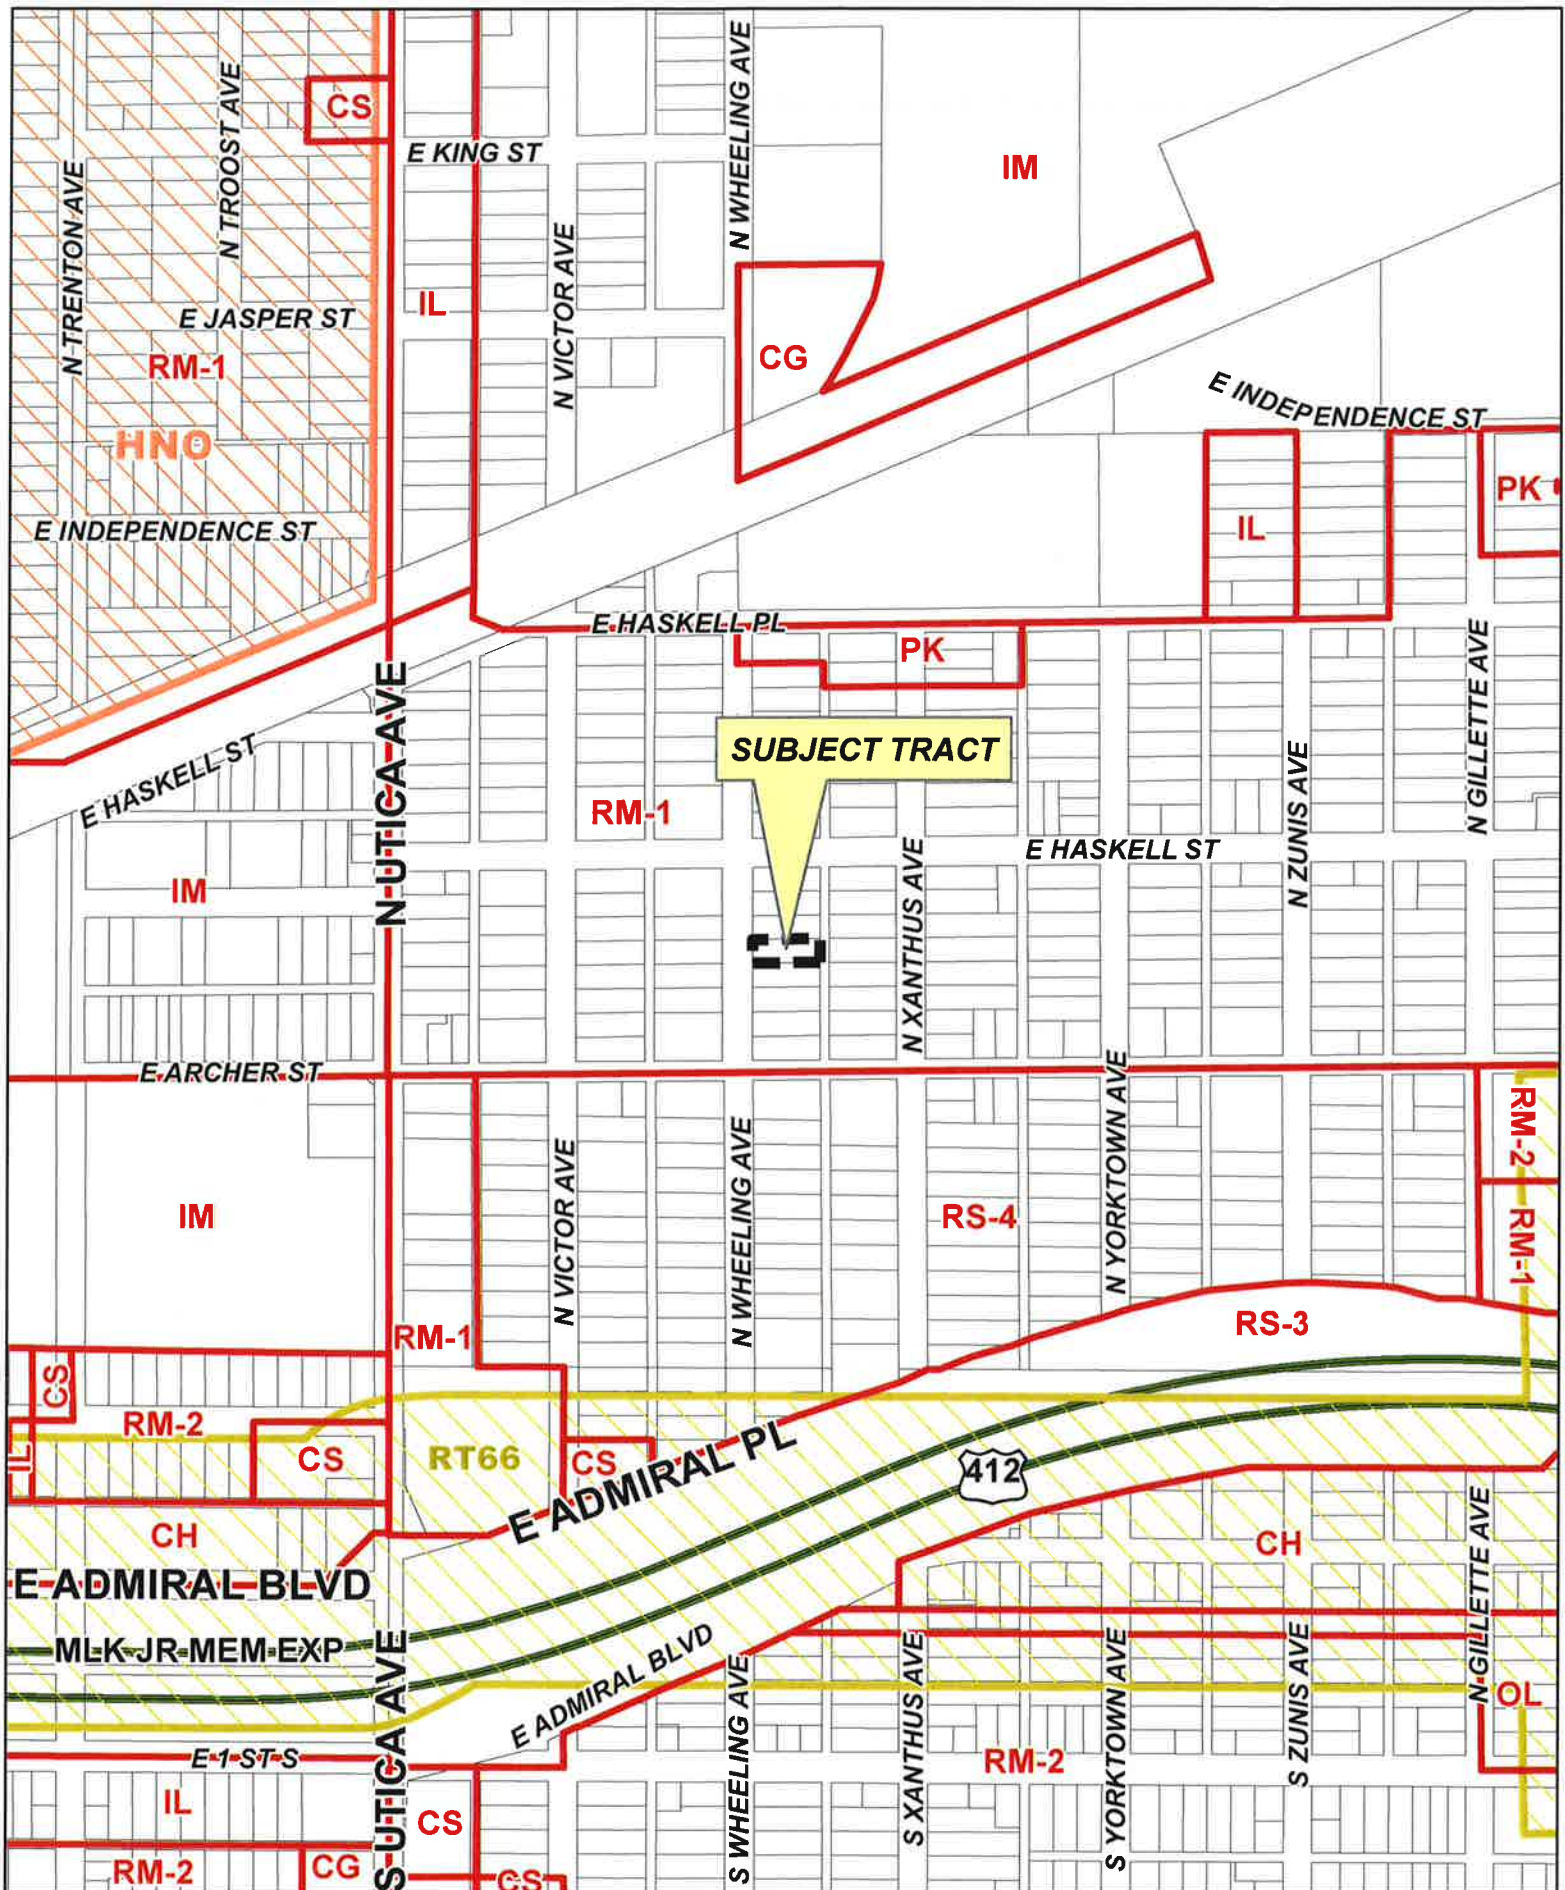 N WHEELING AVE
N TROOST AVE
CS
E KING ST
IM
N TRENTON AVE
N VICTOR AVE
IL
E JASPER ST
RM-1
CG
E INDEPENDENCE ST
HNO
PK
E INDEPENDENCE ST
IL
E HASKELL PL
PK
N UTICA AVE
N GILLETTE AVE
SUBJECT TRACT
E HASKELL ST
N ZUNIS AVE
RM-1
E HASKELL ST
N XANTHUS AVE
IM
E ARCHER ST
N YORKTOWN AVE
RM-2
N VICTOR AVE
N WHEELING AVE
IM
RS-4
RM-1
RM-1
RS-3
CS
RM-2
IL
CS
RT66
CS
E ADMIRAL PL
412
CH
CH
N GILLETTE AVE
E ADMIRAL BLVD
MLK JR MEM EXP
E ADMIRAL BLVD
S UTICA AVE
S WHEELING AVE
S XANTHUS AVE
S YORKTOWN AVE
S ZUNIS AVE
OL
E 1 ST S
RM-2
IL
CS
RM-2
CG
CS